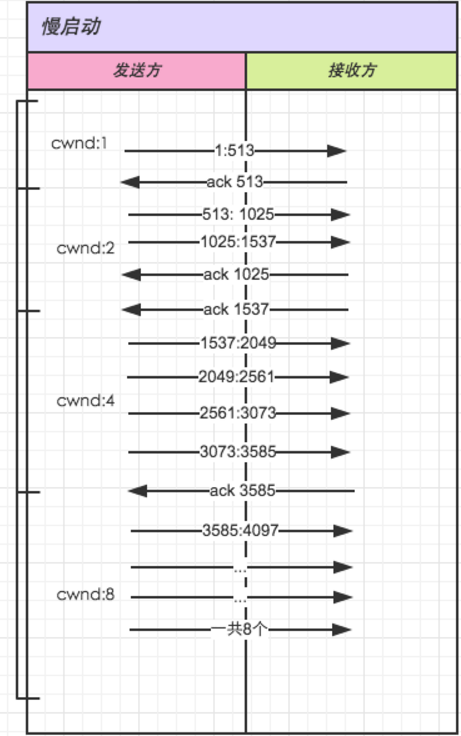 慢启动
发送方
接收方
cwnd:1
1:513
ack 513
513: 1025
cwnd:2
1025:1537
ack 1025
ack 1537
1537:2049
2049:2561
cwnd:4
2561:3073
3073:3585
ack 3585
3585:4097
...
cwnd:8
...
一共8个